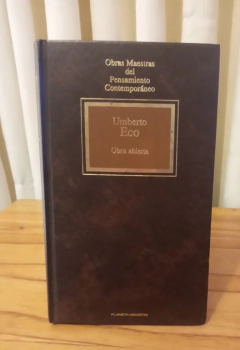 Obras Maestras
del
Pensamiento
Contemporáneo
Umberto
Eco
Obra abierta
PLANETA-AGOSTINI